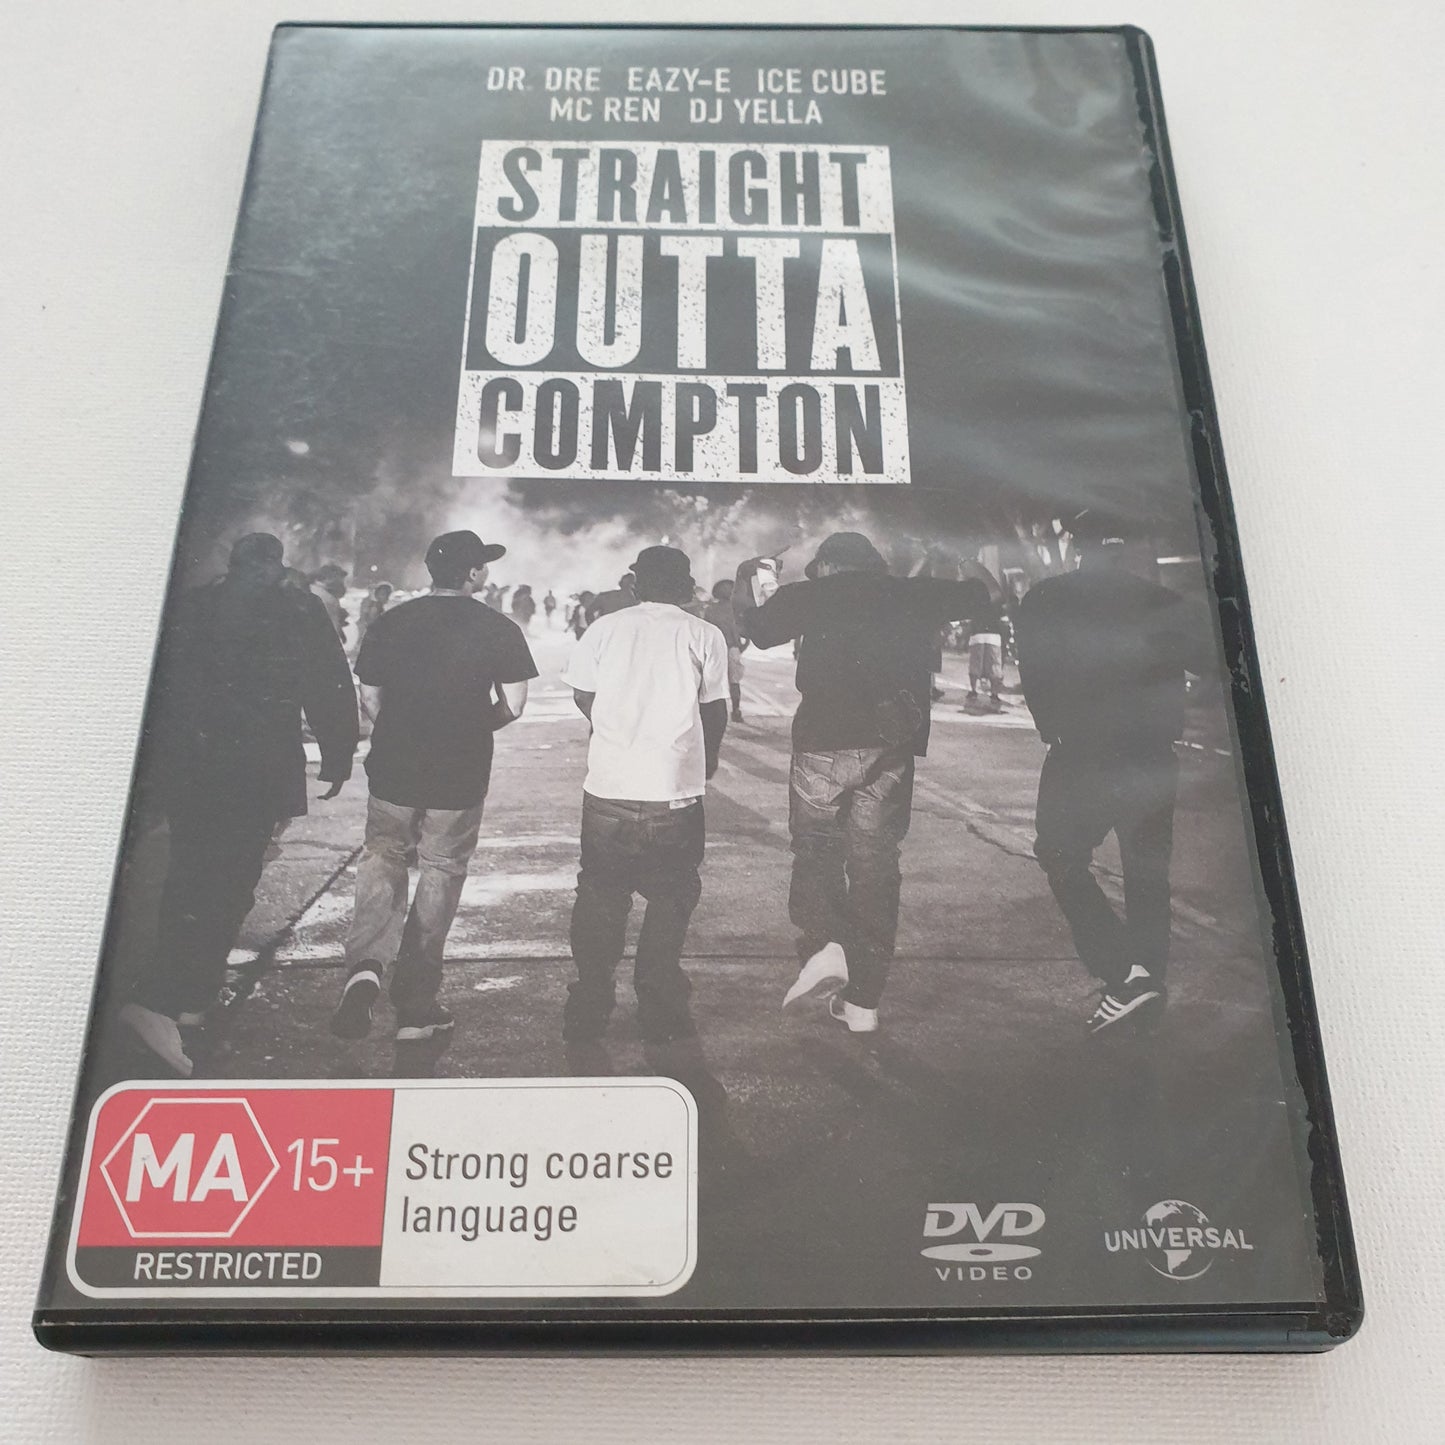 DR. DRE EAZY-E ICE CUBE
MC REN DJ YELLA
STRAIGHT
OUTTA
COMPTON
MA 15+
RESTRICTED
Strong coarse
language
DVD
VIDEO
UNIVERSAL